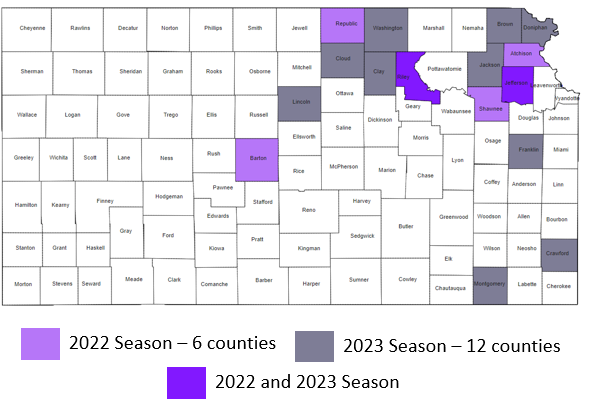 Cheyenne Rawlins Decatur Norton Phillips Smith Jewell Republic Washington Marshall Nemaha Brown Doniphan
Sherman Thomas Sheridan Graham Rooks Osborne Mitchell Cloud Clay Riley Pottawatomie Jackson Atchison
Jefferson Leavenworth Wyandotte
Wallace Logan Gove Trego Ellis Russell Lincoln Ottawa Saline Dickinson Geary Wabaunsee Shawnee Douglas Johnson
Greeley Wichita Scott Lane Ness Rush Barton Ellsworth Morris Lyon Osage Franklin Miami
Rice McPherson Marion Chase Coffey Anderson Linn
Hamilton Kearny Finney Hodgeman Pawnee Stafford Reno Harvey Butler Greenwood Woodson Allen Bourbon
Gray Ford Edwards Pratt Sedgwick
Stanton Grant Haskell Kiowa Kingman Elk Wilson Neosho Crawford
Morton Stevens Seward Meade Clark Comanche Barber Harper Sumner Cowley Chautauqua Montgomery Labette Cherokee
2022 Season – 6 counties
2023 Season – 12 counties
2022 and 2023 Season